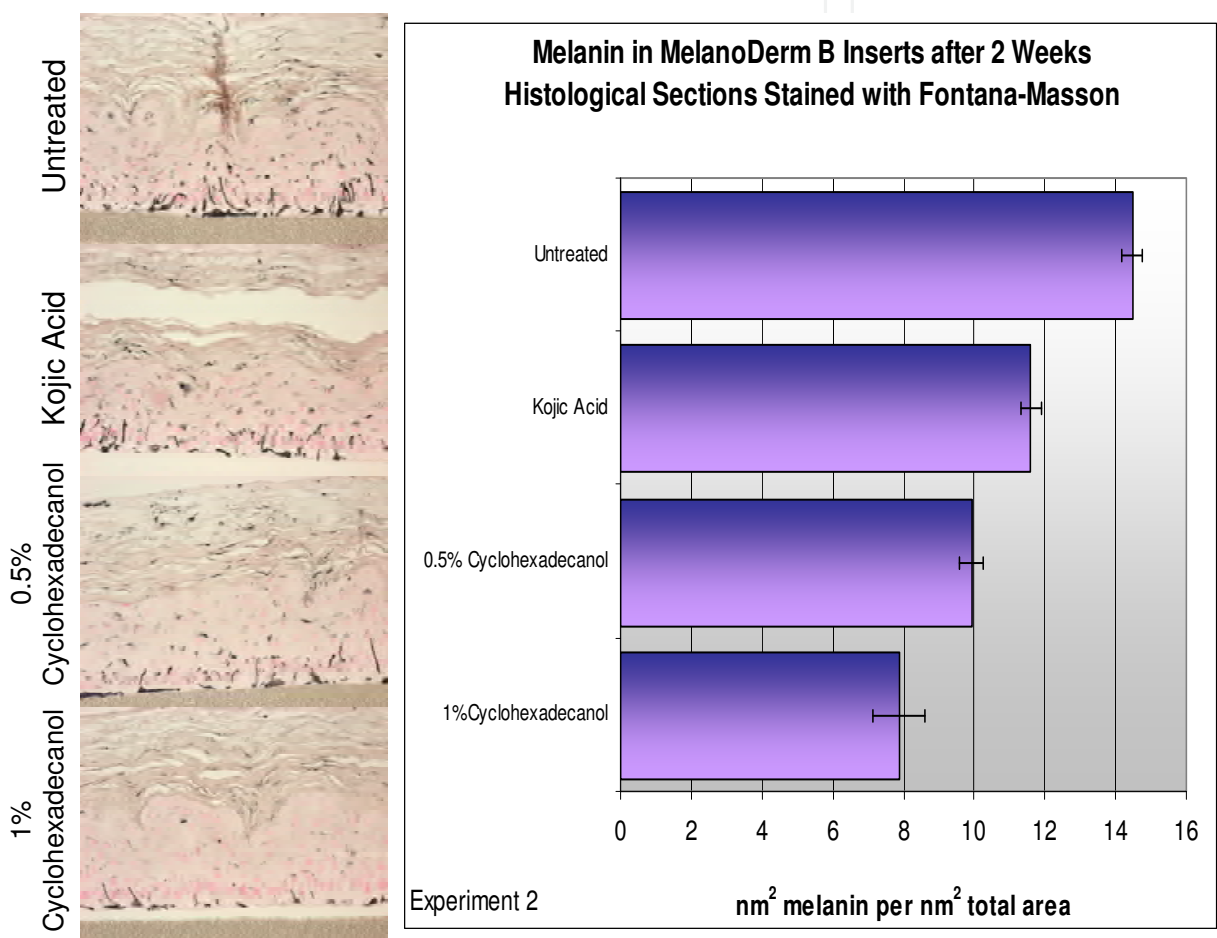 Untreated
Kojic Acid
0.5%
Cyclohexadecanol
1%
Cyclohexadecanol
Melanin in MelanoDerm B Inserts after 2 Weeks
Histological Sections Stained with Fontana-Masson
Untreated
Kojic Acid
0.5% Cyclohexadecanol
1%Cyclohexadecanol
0 2 4 6 8 10 12 14 16
Experiment 2
nm² melanin per nm² total area